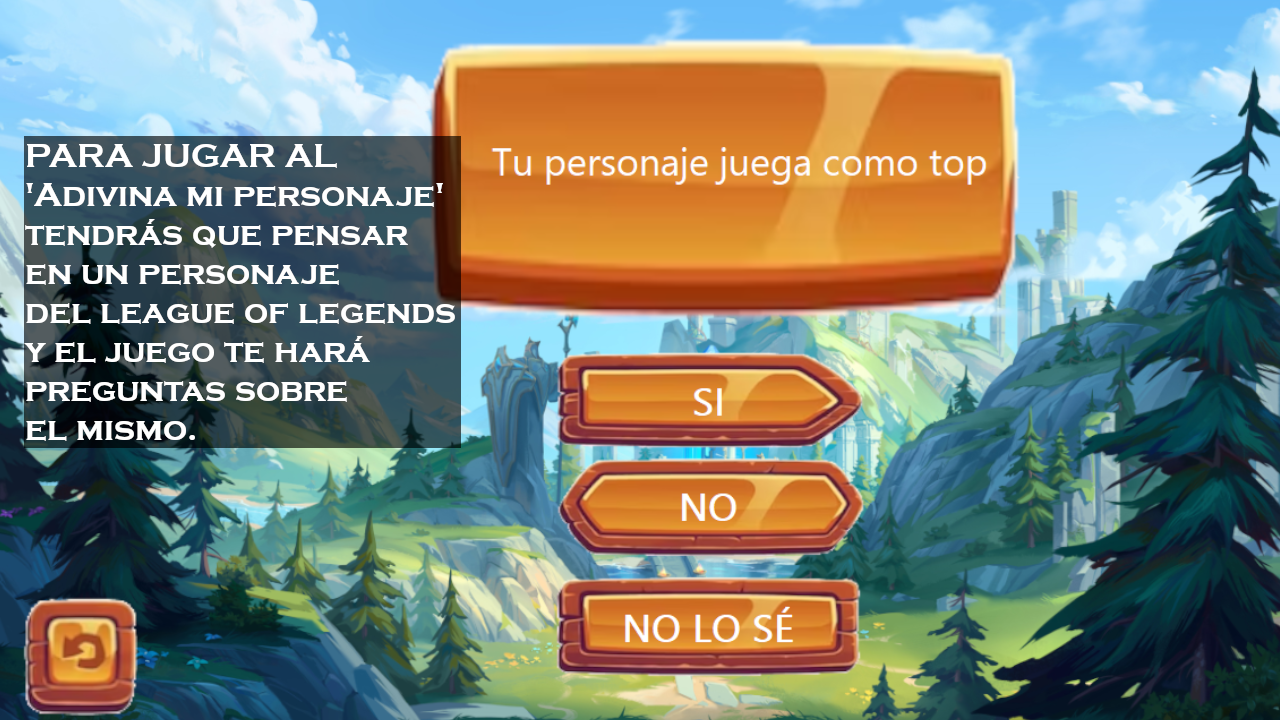 PARA JUGAR AL
'ADIVINA MI PERSONAJE'
TENDRÁS QUE PENSAR
EN UN PERSONAJE
DEL LEAGUE OF LEGENDS
Y EL JUEGO TE HARÁ
PREGUNTAS SOBRE
EL MISMO.
Tu personaje juega como top
SI
NO
NO LO SÉ